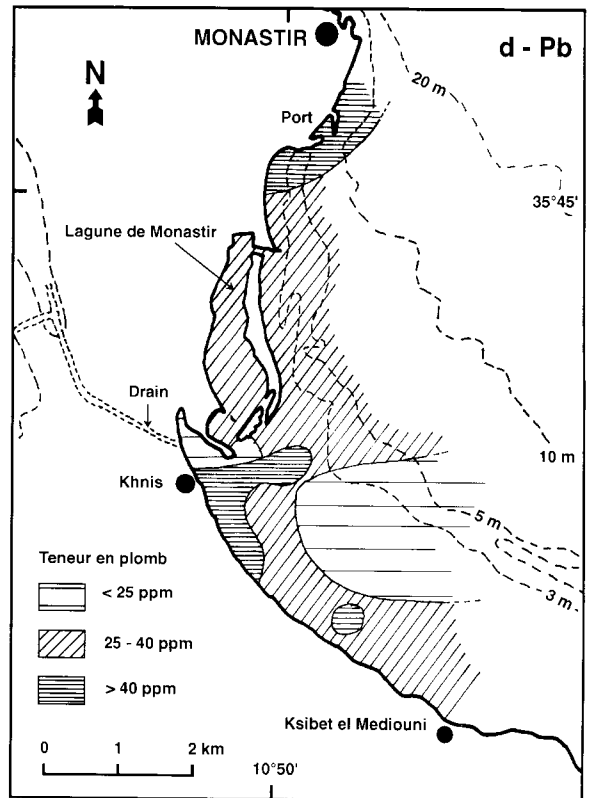 MONASTIR
d - Pb
N
20 m
Port
35°45'
Lagune de Monastir
Drain
10 m
Khnis
5 m
3 m
Teneur en plomb
< 25 ppm
25 - 40 ppm
> 40 ppm
Ksibet el Mediouni
0 1 2 km
10°50'